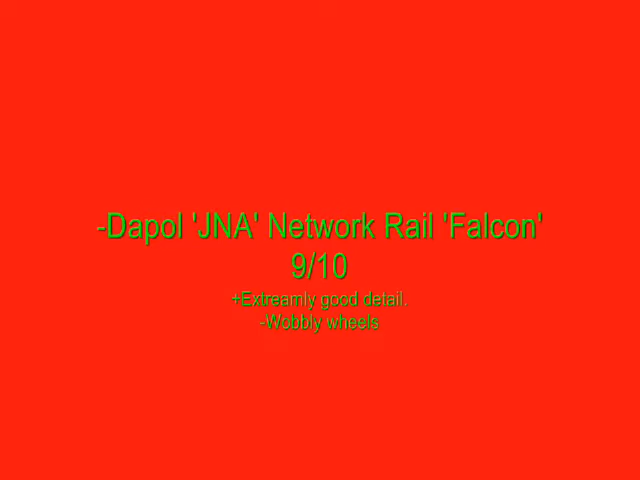 -Dapol 'JNA' Network Rail 'Falcon'
9/10
+Extreamly good detail.
-Wobbly wheels